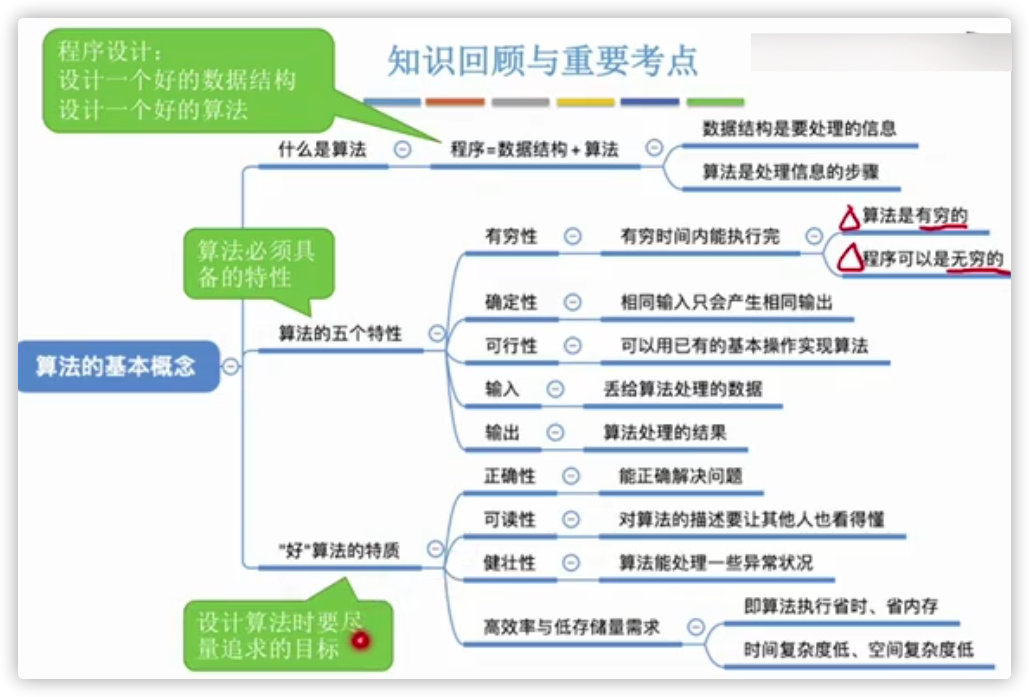 知识回顾与重要考点
程序设计：
设计一个好的数据结构
设计一个好的算法
算法的基本概念
什么是算法
程序=数据结构+算法
数据结构是要处理的信息
算法是处理信息的步骤
算法必须具
备的特性
算法的五个特性
有穷性
有穷时间内能执行完
算法是有穷的
程序可以是无穷的
确定性
相同输入只会产生相同输出
可行性
可以用已有的基本操作实现算法
输入
丢给算法处理的数据
输出
算法处理的结果
"好"算法的特质
正确性
能正确解决问题
可读性
对算法的描述要让其他人也看得懂
健壮性
算法能处理一些异常状况
高效率与低存储量需求
即算法执行省时、省内存
时间复杂度低、空间复杂度低
设计算法时要尽
量追求的目标